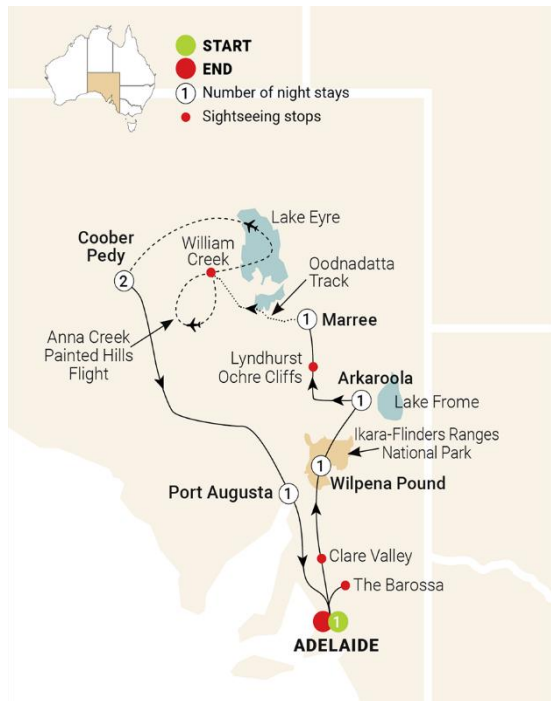 START
END
1 Number of night stays
Sightseeing stops
Lake Eyre
William
Creek
Coober
Pedy
2
Oodnadatta
Track
1 Marree
Anna Creek
Painted Hills
Flight
Lyndhurst
Ochre Cliffs
Arkaroola
1
Lake Frome
Ikara-Flinders Ranges
National Park
1
Wilpena Pound
Port Augusta 1
Clare Valley
The Barossa
1
ADELAIDE